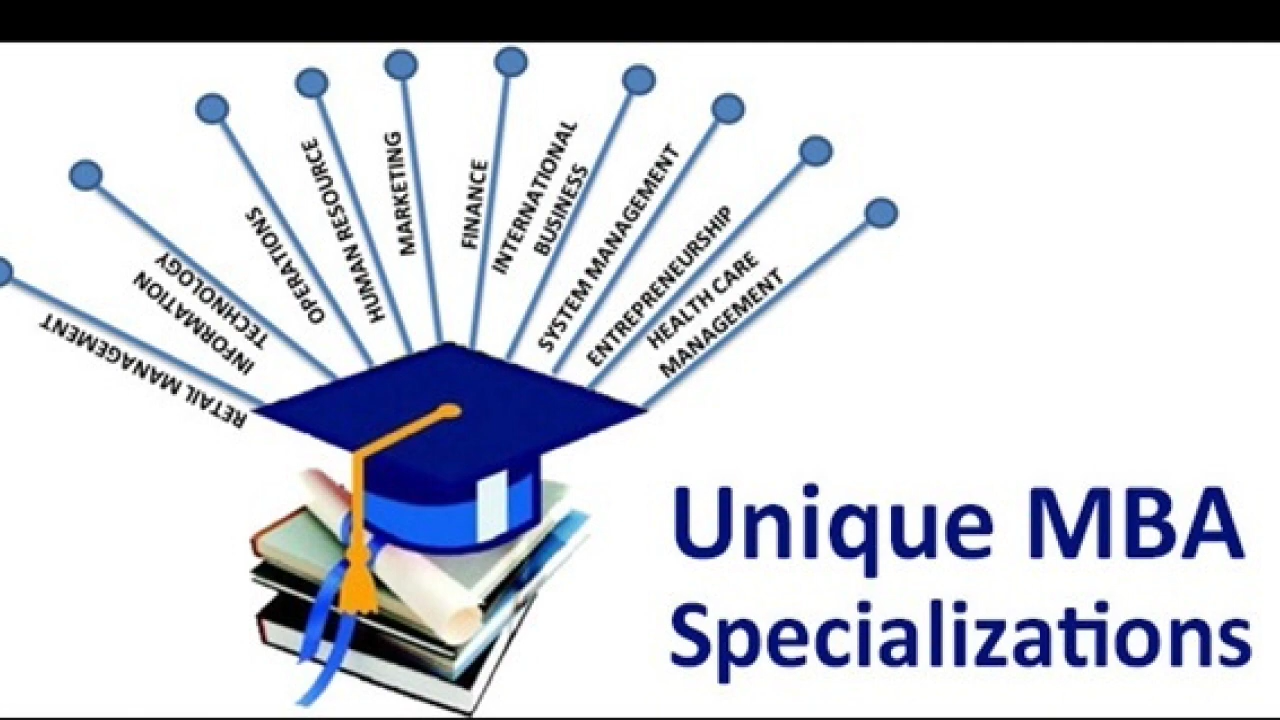 RETAIL MANAGEMENT
INFORMATION
TECHNOLOGY
OPERATIONS
HUMAN RESOURCE
MARKETING
FINANCE
INTERNATIONAL
BUSINESS
SYSTEM MANAGEMENT
ENTREPRENEURSHIP
HEALTH CARE
MANAGEMENT
Unique MBA
Specializations